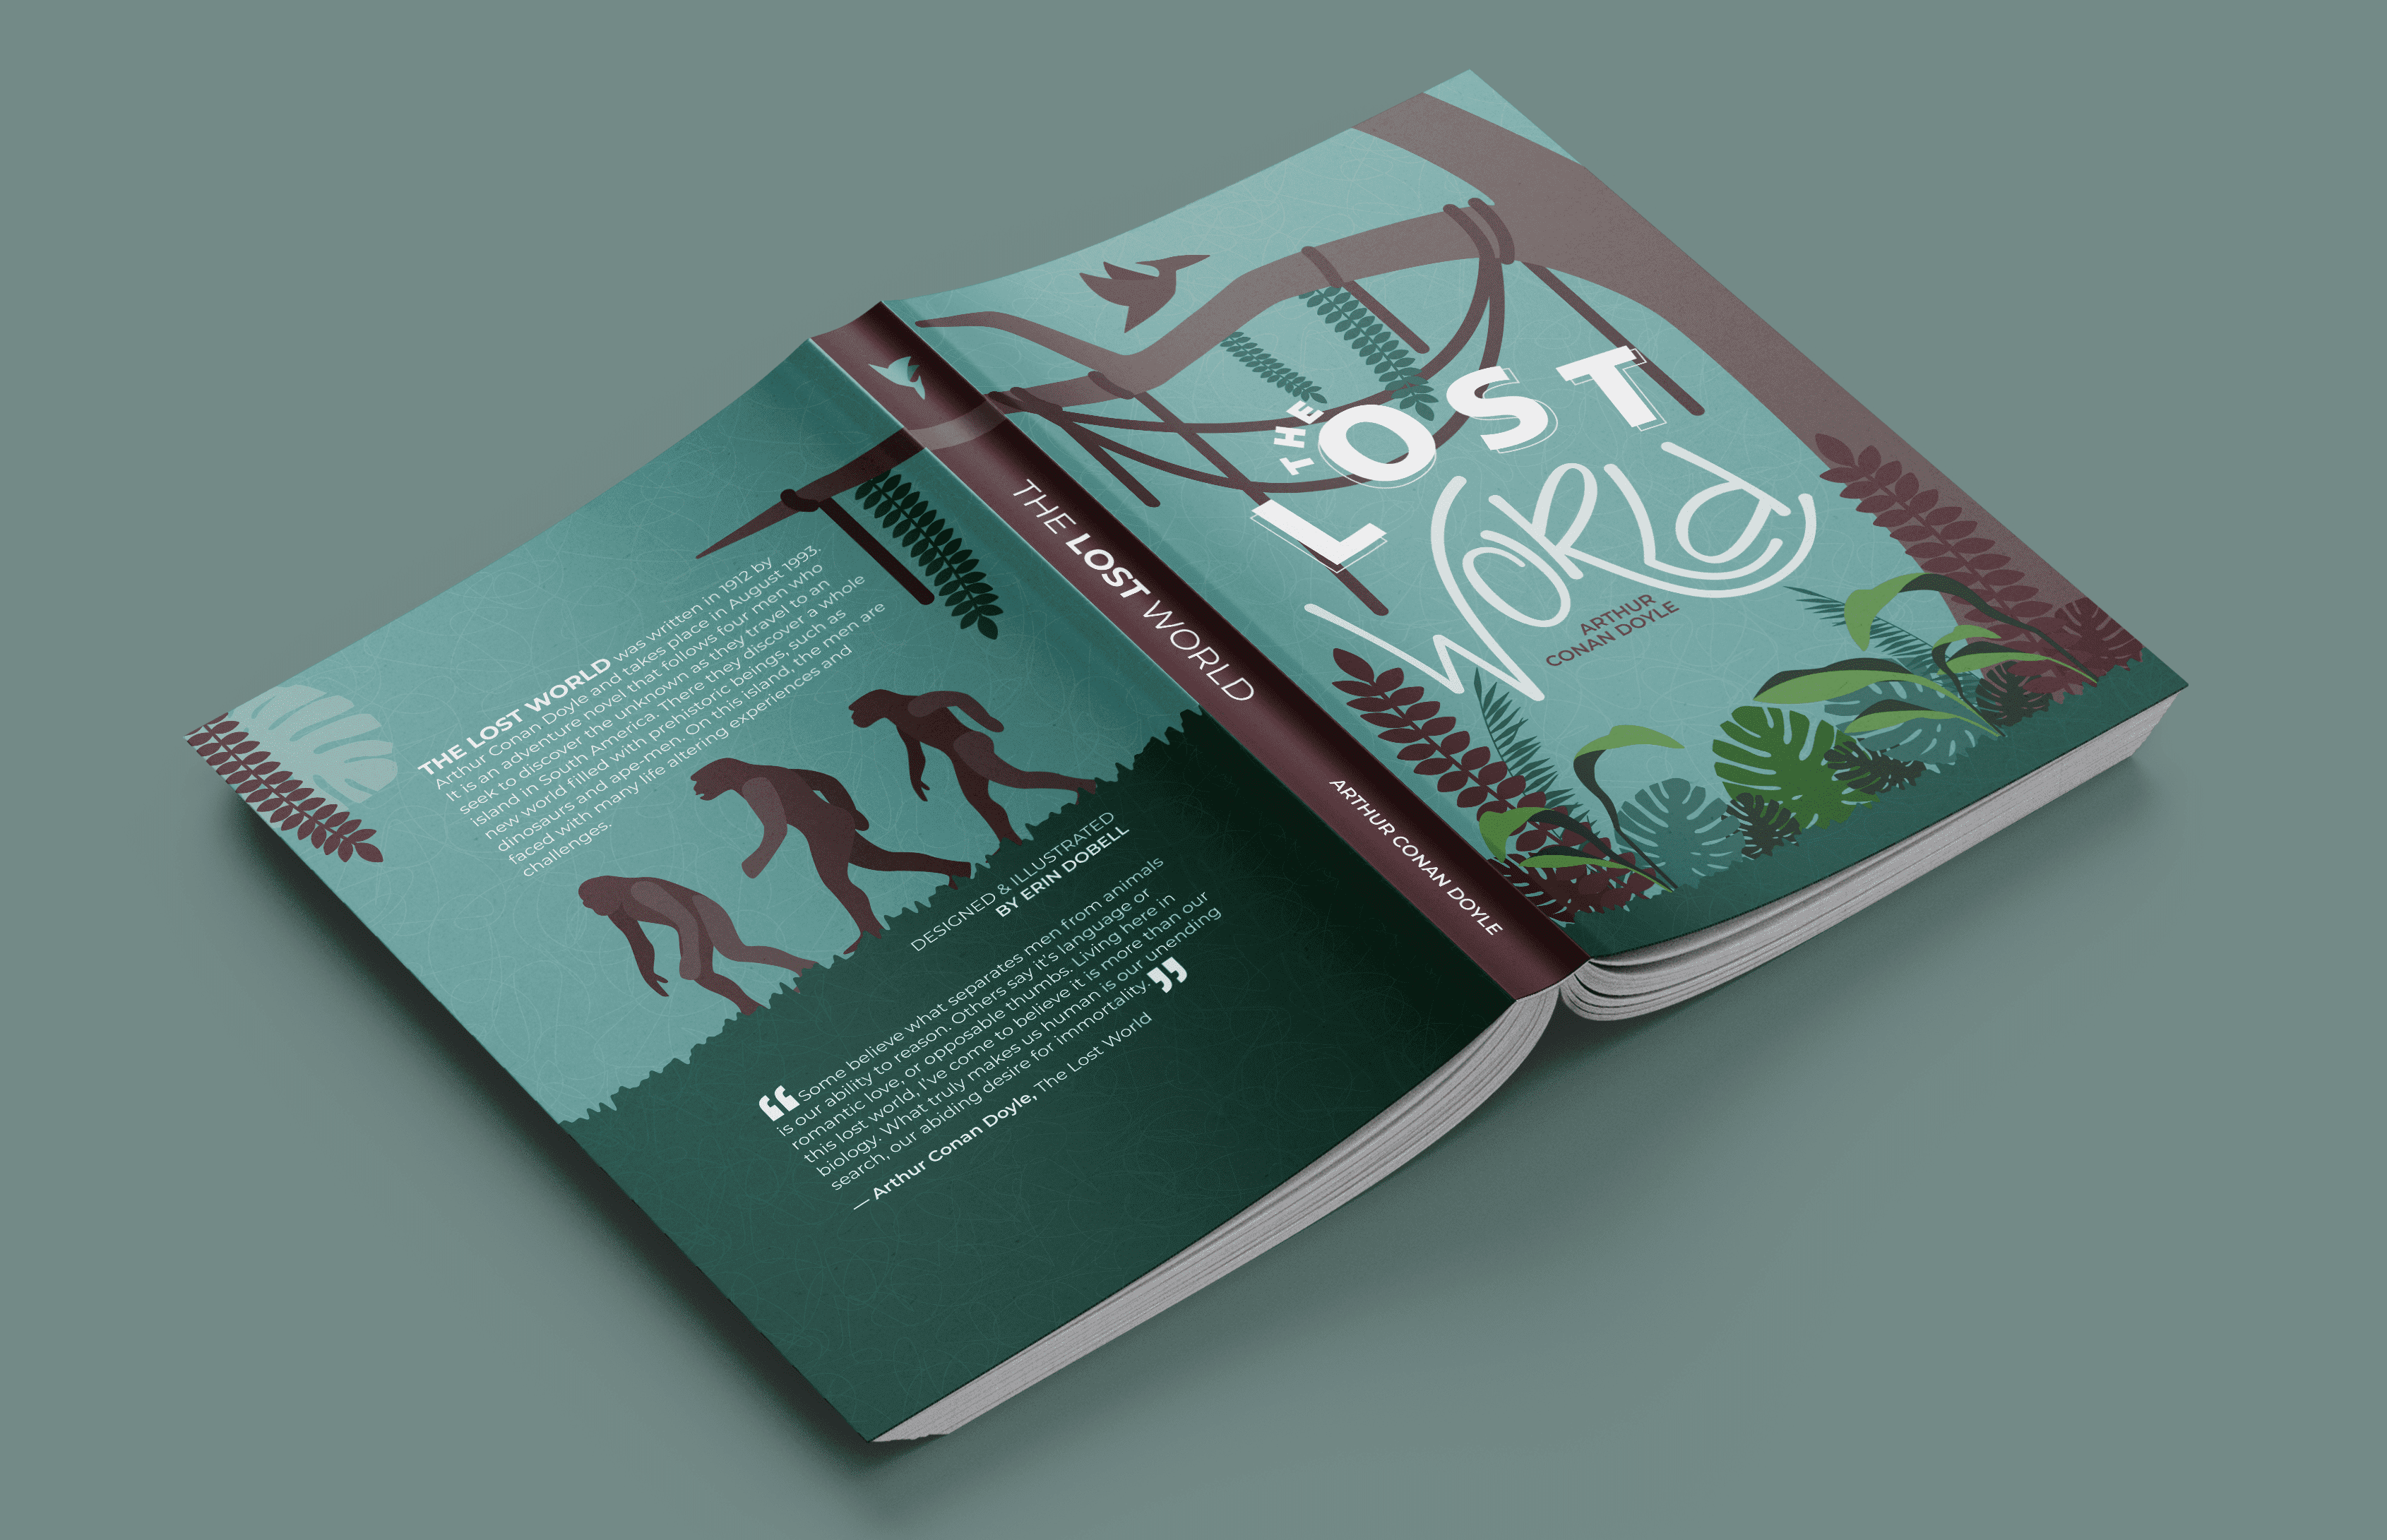 THE
LOST
WORLD
ARTHUR
CONAN DOYLE
THE LOST WORLD
ARTHUR CONAN DOYLE
THE LOST WORLD was written in 1912 by
Arthur Conan Doyle and takes place in August 1993.
It is an adventure novel that follows four men who
seek to discover the unknown as they travel to an
island in South America. There they discover a whole
new world filled with prehistoric beings, such as
dinosaurs and ape-men. On this island, the men are
faced with many life altering experiences and
challenges.
DESIGNED & ILLUSTRATED
BY ERIN DOBELL
“Some believe what separates men from animals
is our ability to reason. Others say it's language or
romantic love, or opposable thumbs. Living here in
this lost world, I've come to believe it is more than our
biology. What truly makes us human is our unending
search, our abiding desire for immortality.”
— Arthur Conan Doyle, The Lost World